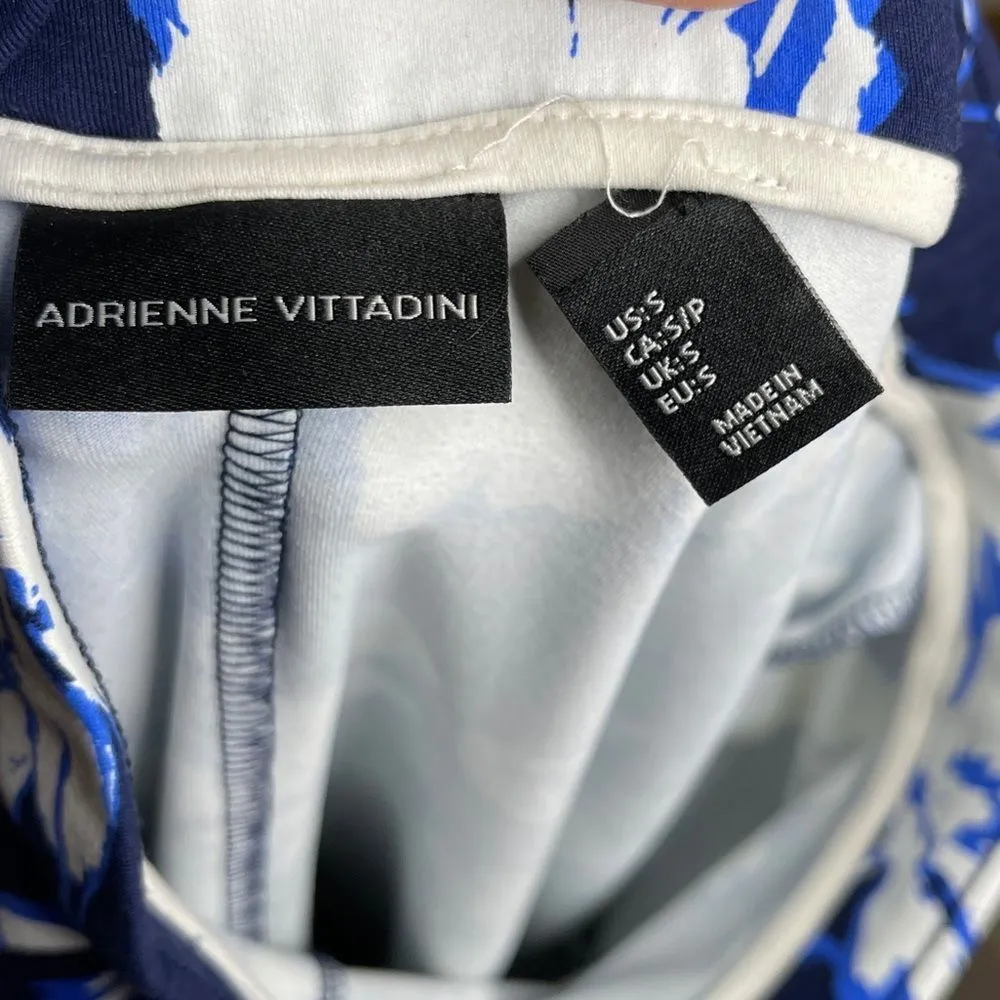 ADRIENNE VITTADINI
US:S
CA:S/P
UK:S
EU:S
MADE IN
VIETNAM